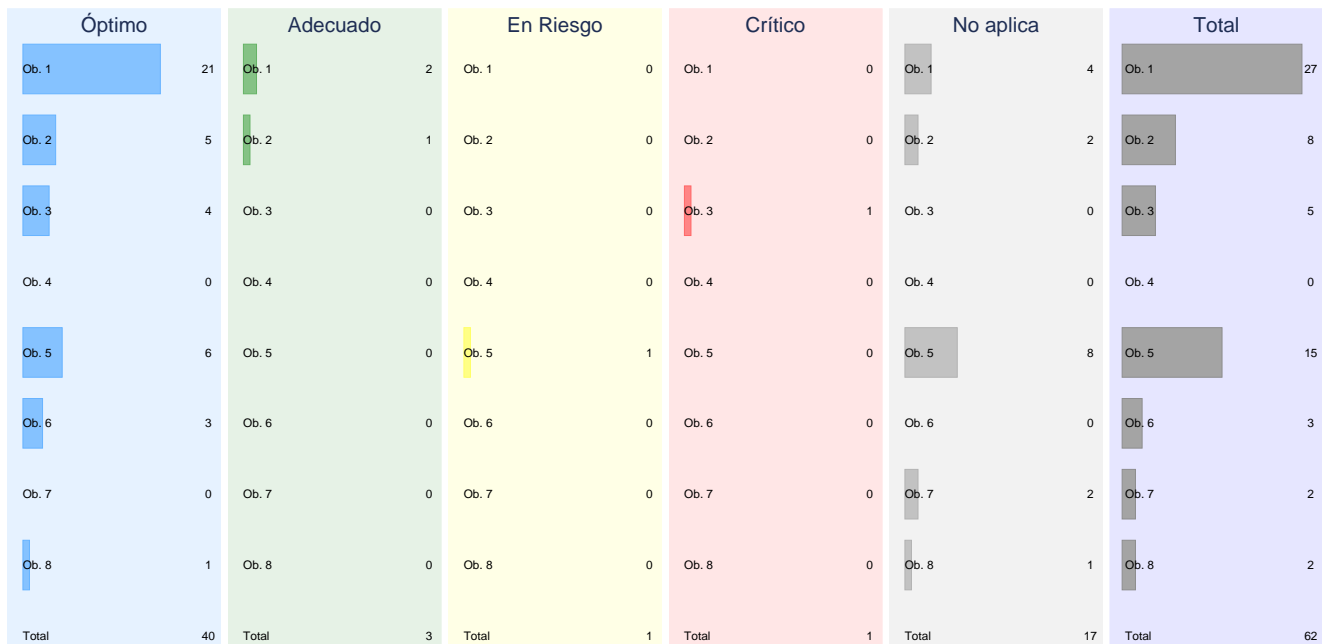 Óptimo Adecuado En Riesgo Crítico No aplica Total
Ob. 1 21 Ob. 1 2 Ob. 1 0 Ob. 1 0 Ob. 1 4 Ob. 1 27
Ob. 2 5 Ob. 2 1 Ob. 2 0 Ob. 2 0 Ob. 2 2 Ob. 2 8
Ob. 3 4 Ob. 3 0 Ob. 3 0 Ob. 3 1 Ob. 3 0 Ob. 3 5
Ob. 4 0 Ob. 4 0 Ob. 4 0 Ob. 4 0 Ob. 4 0 Ob. 4 0
Ob. 5 6 Ob. 5 0 Ob. 5 1 Ob. 5 0 Ob. 5 8 Ob. 5 15
Ob. 6 3 Ob. 6 0 Ob. 6 0 Ob. 6 0 Ob. 6 0 Ob. 6 3
Ob. 7 0 Ob. 7 0 Ob. 7 0 Ob. 7 0 Ob. 7 2 Ob. 7 2
Ob. 8 1 Ob. 8 0 Ob. 8 0 Ob. 8 0 Ob. 8 1 Ob. 8 2
Total 40 Total 3 Total 1 Total 1 Total 17 Total 62